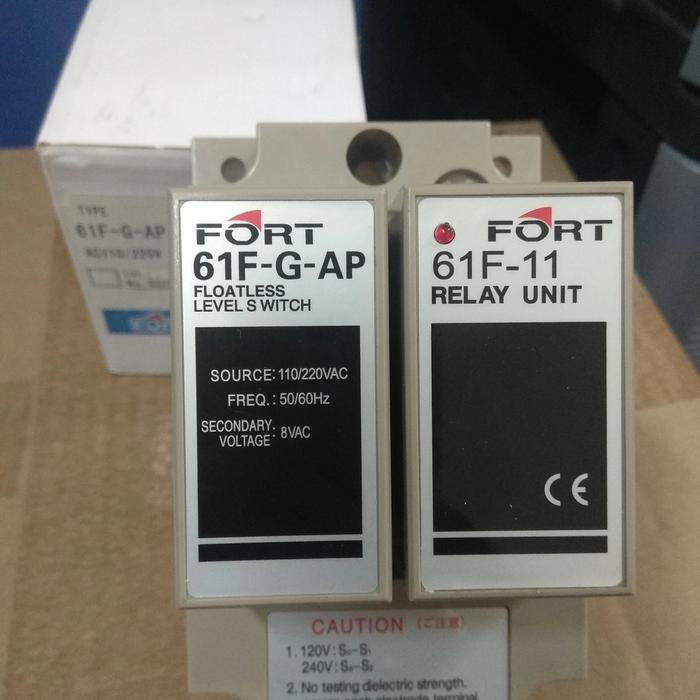 TYPE
61F-G-AP
AC110/220V
FORT
61F-G-AP
FLOATLESS
LEVEL S WITCH
SOURCE: 110/220VAC
FREQ.: 50/60Hz
SECONDARY
VOLTAGE: 8VAC
FORT
61F-11
RELAY UNIT
CE
CAUTION (ご注意)
1. 120V: S₀-S₁
240V: S₀-S₂
2. No testing dielectric strength.